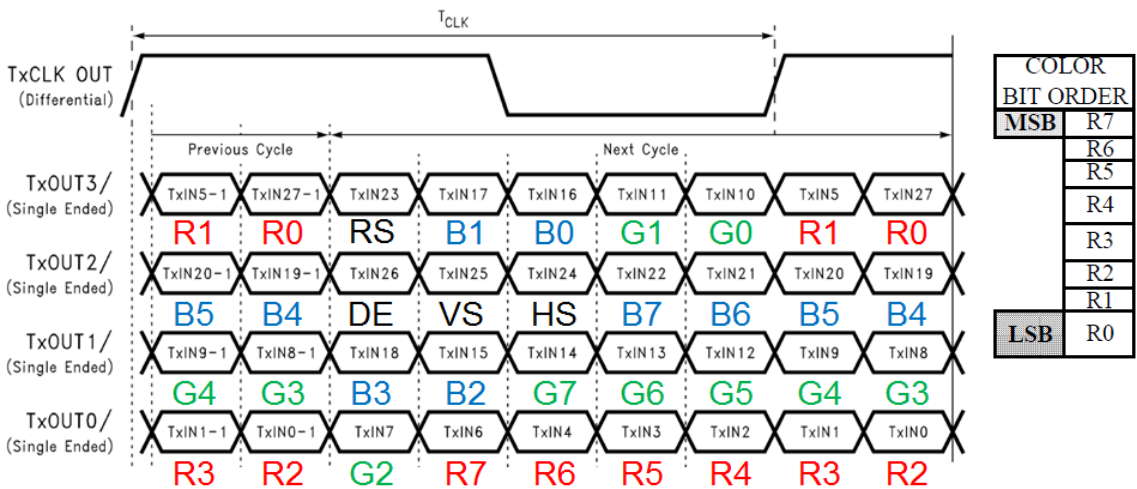 TCLK
TxCLK OUT
(Differential)
Previous Cycle Next Cycle
TxOUT3/
(Single Ended)
TxIN5-1 TxIN27-1 TxIN23 TxIN17 TxIN16 TxIN11 TxIN10 TxIN5 TxIN27
R1 R0 RS B1 B0 G1 G0 R1 R0
TxOUT2/
(Single Ended)
TxIN20-1 TxIN19-1 TxIN26 TxIN25 TxIN24 TxIN22 TxIN21 TxIN20 TxIN19
B5 B4 DE VS HS B7 B6 B5 B4
TxOUT1/
(Single Ended)
TxIN9-1 TxIN8-1 TxIN18 TxIN15 TxIN14 TxIN13 TxIN12 TxIN9 TxIN8
G4 G3 B3 B2 G7 G6 G5 G4 G3
TxOUT0/
(Single Ended)
TxIN1-1 TxIN0-1 TxIN7 TxIN6 TxIN4 TxIN3 TxIN2 TxIN1 TxIN0
R3 R2 G2 R7 R6 R5 R4 R3 R2
COLOR
BIT ORDER
MSB R7
R6
R5
R4
R3
R2
R1
LSB R0